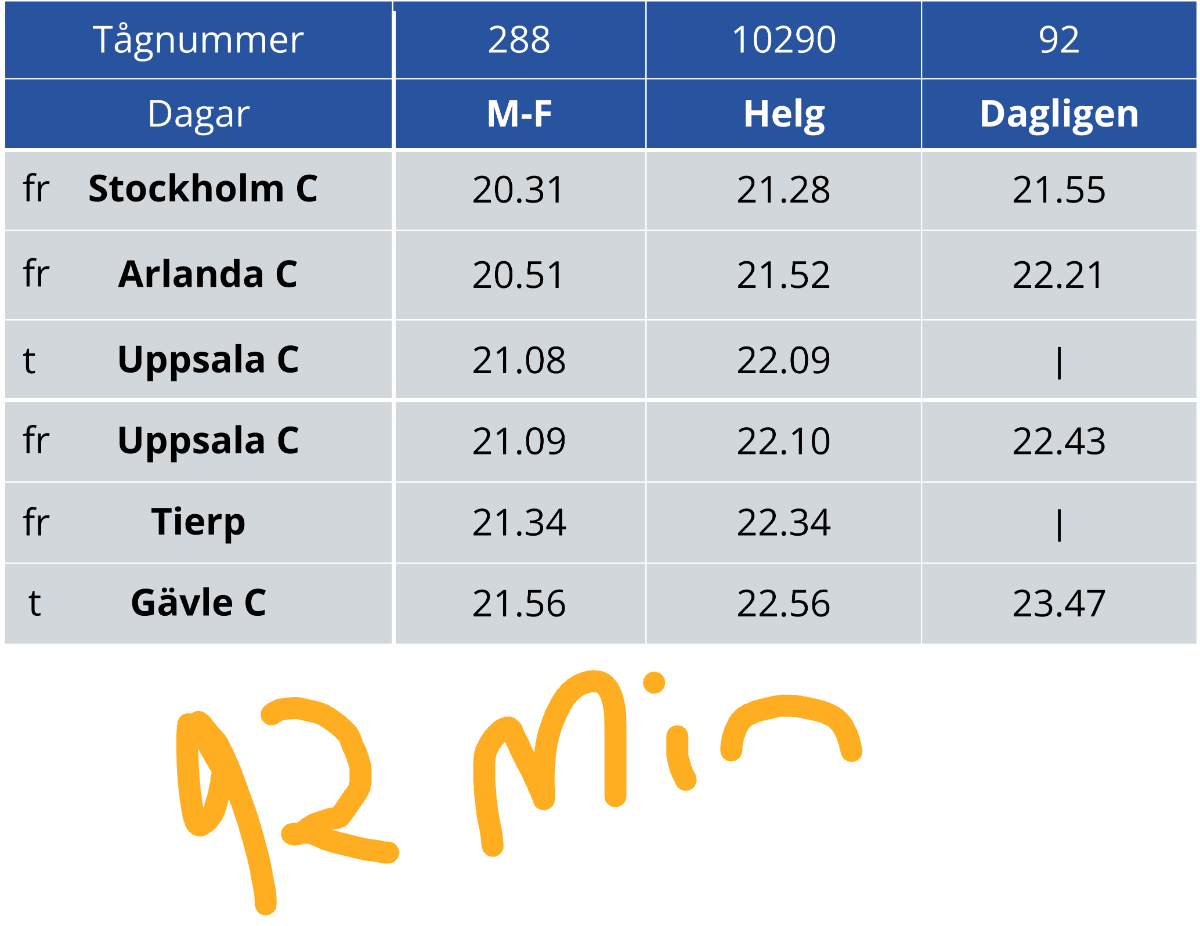 Tågnummer 288 10290 92
Dagar M-F Helg Dagligen
fr Stockholm C 20.31 21.28 21.55
fr Arlanda C 20.51 21.52 22.21
t Uppsala C 21.08 22.09 |
fr Uppsala C 21.09 22.10 22.43
fr Tierp 21.34 22.34 |
t Gävle C 21.56 22.56 23.47
92 Min